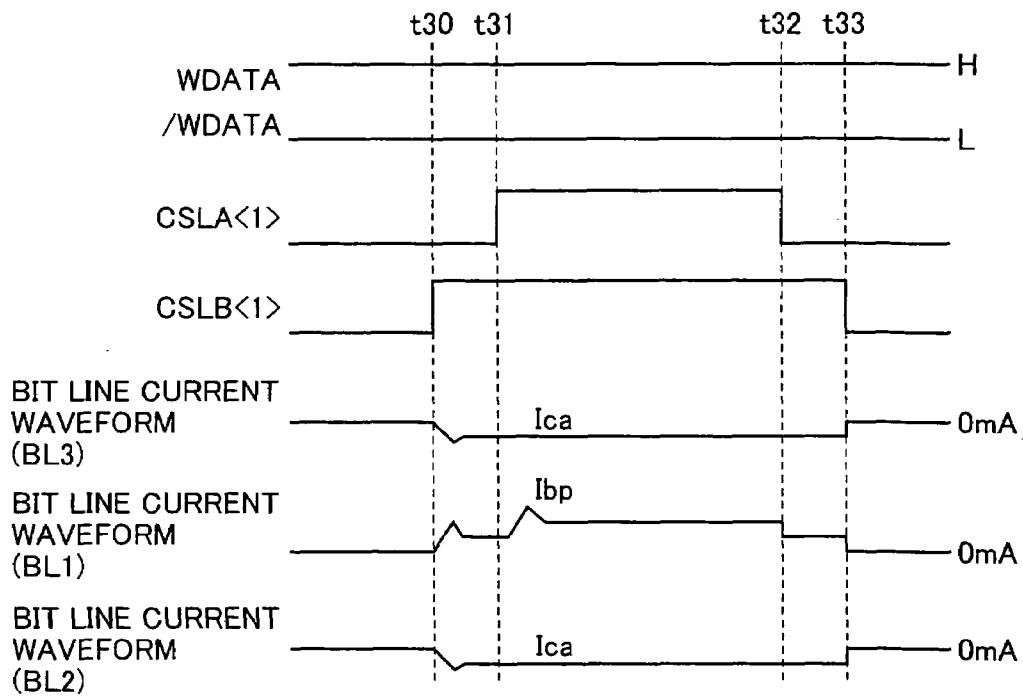 t30 t31 t32 t33
WDATA H
/WDATA L
CSLA<1>
CSLB<1>
BIT LINE CURRENT
WAVEFORM
(BL3)
Ica 0mA
BIT LINE CURRENT
WAVEFORM
(BL1)
Ibp 0mA
BIT LINE CURRENT
WAVEFORM
(BL2)
Ica 0mA